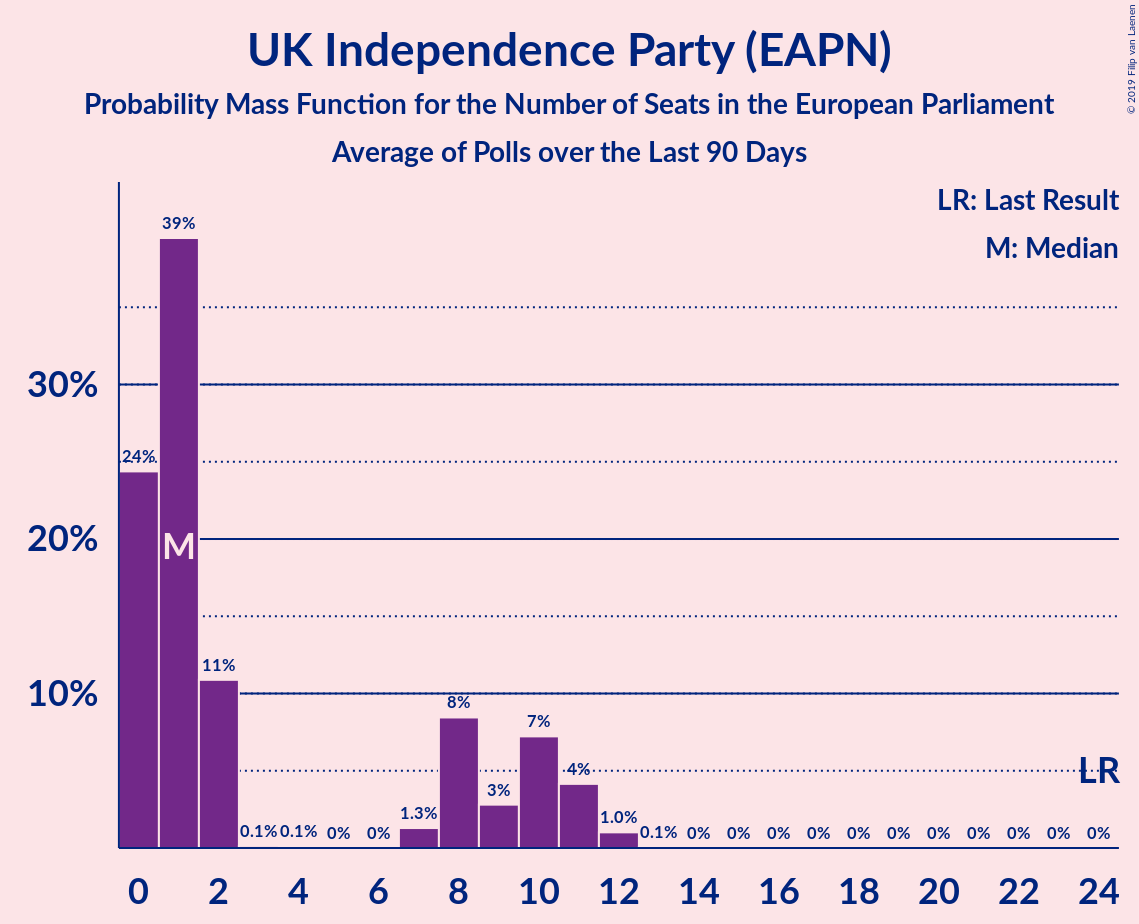 UK Independence Party (EAPN)
Probability Mass Function for the Number of Seats in the European Parliament
Average of Polls over the Last 90 Days
© 2019 Filip van Laenen
LR: Last Result
M: Median
39%
30%
24%
20%
M
11%
10%
8%
7%
LR
4%
3%
1.3%
1.0%
0.1% 0.1% 0% 0% 0.1% 0% 0% 0% 0% 0% 0% 0% 0% 0% 0% 0%
0 2 4 6 8 10 12 14 16 18 20 22 24